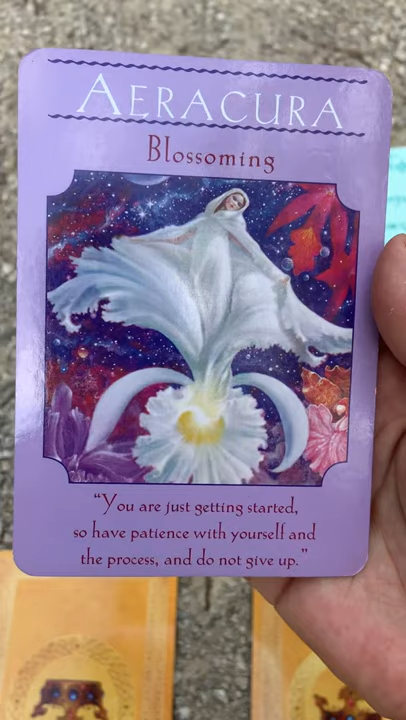 AERACURA
Blossoming
“You are just getting started,
so have patience with yourself and
the process, and do not give up.”